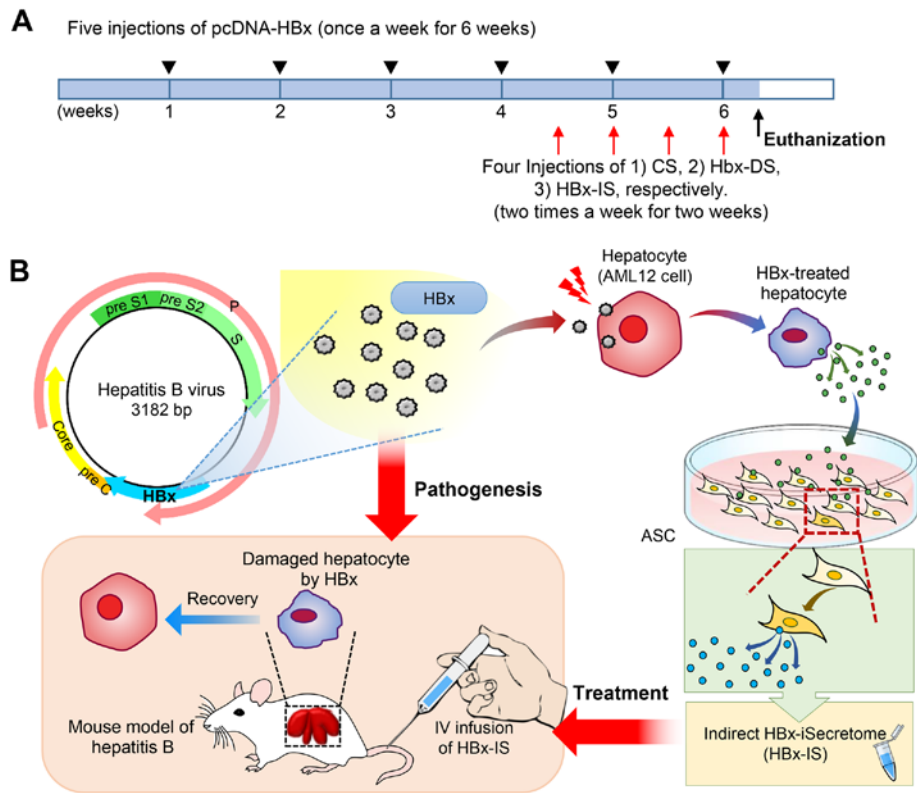 A
Five injections of pcDNA-HBx (once a week for 6 weeks)
(weeks) 1 2 3 4 5 6
Euthanization
Four Injections of 1) CS, 2) Hbx-DS,
3) HBx-IS, respectively.
(two times a week for two weeks)
B
pre S1 pre S2 S P
Hepatitis B virus
3182 bp
Core pre C HBx
HBx
Hepatocyte
(AML12 cell)
HBx-treated
hepatocyte
Pathogenesis
ASC
Damaged hepatocyte
by HBx
Recovery
Mouse model of
hepatitis B
IV infusion
of HBx-IS
Treatment
Indirect HBx-iSecretome
(HBx-IS)